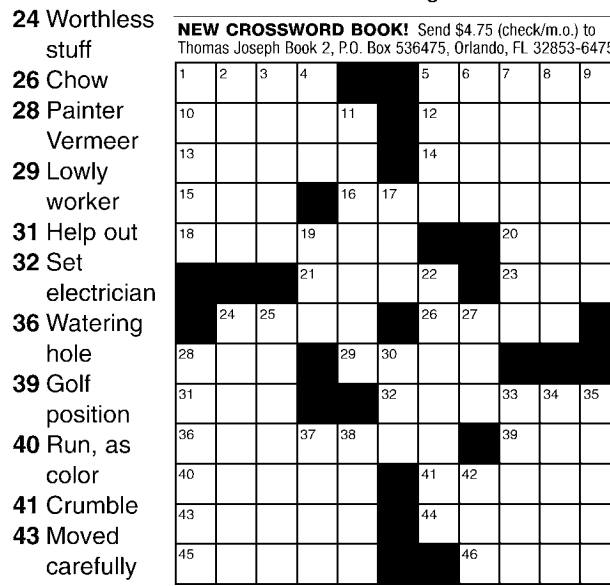 24 Worthless
stuff
26 Chow
28 Painter
Vermeer
29 Lowly
worker
31 Help out
32 Set
electrician
36 Watering
hole
39 Golf
position
40 Run, as
color
41 Crumble
43 Moved
carefully
NEW CROSSWORD BOOK! Send $4.75 (check/m.o.) to
Thomas Joseph Book 2, P.O. Box 536475, Orlando, FL 32853-6475
1 2 3 4 5 6 7 8 9
10 11 12
13 14
15 16 17
18 19 20
21 22 23
24 25 26 27
28 29 30
31 32 33 34 35
36 37 38 39
40 41 42
43 44
45 46